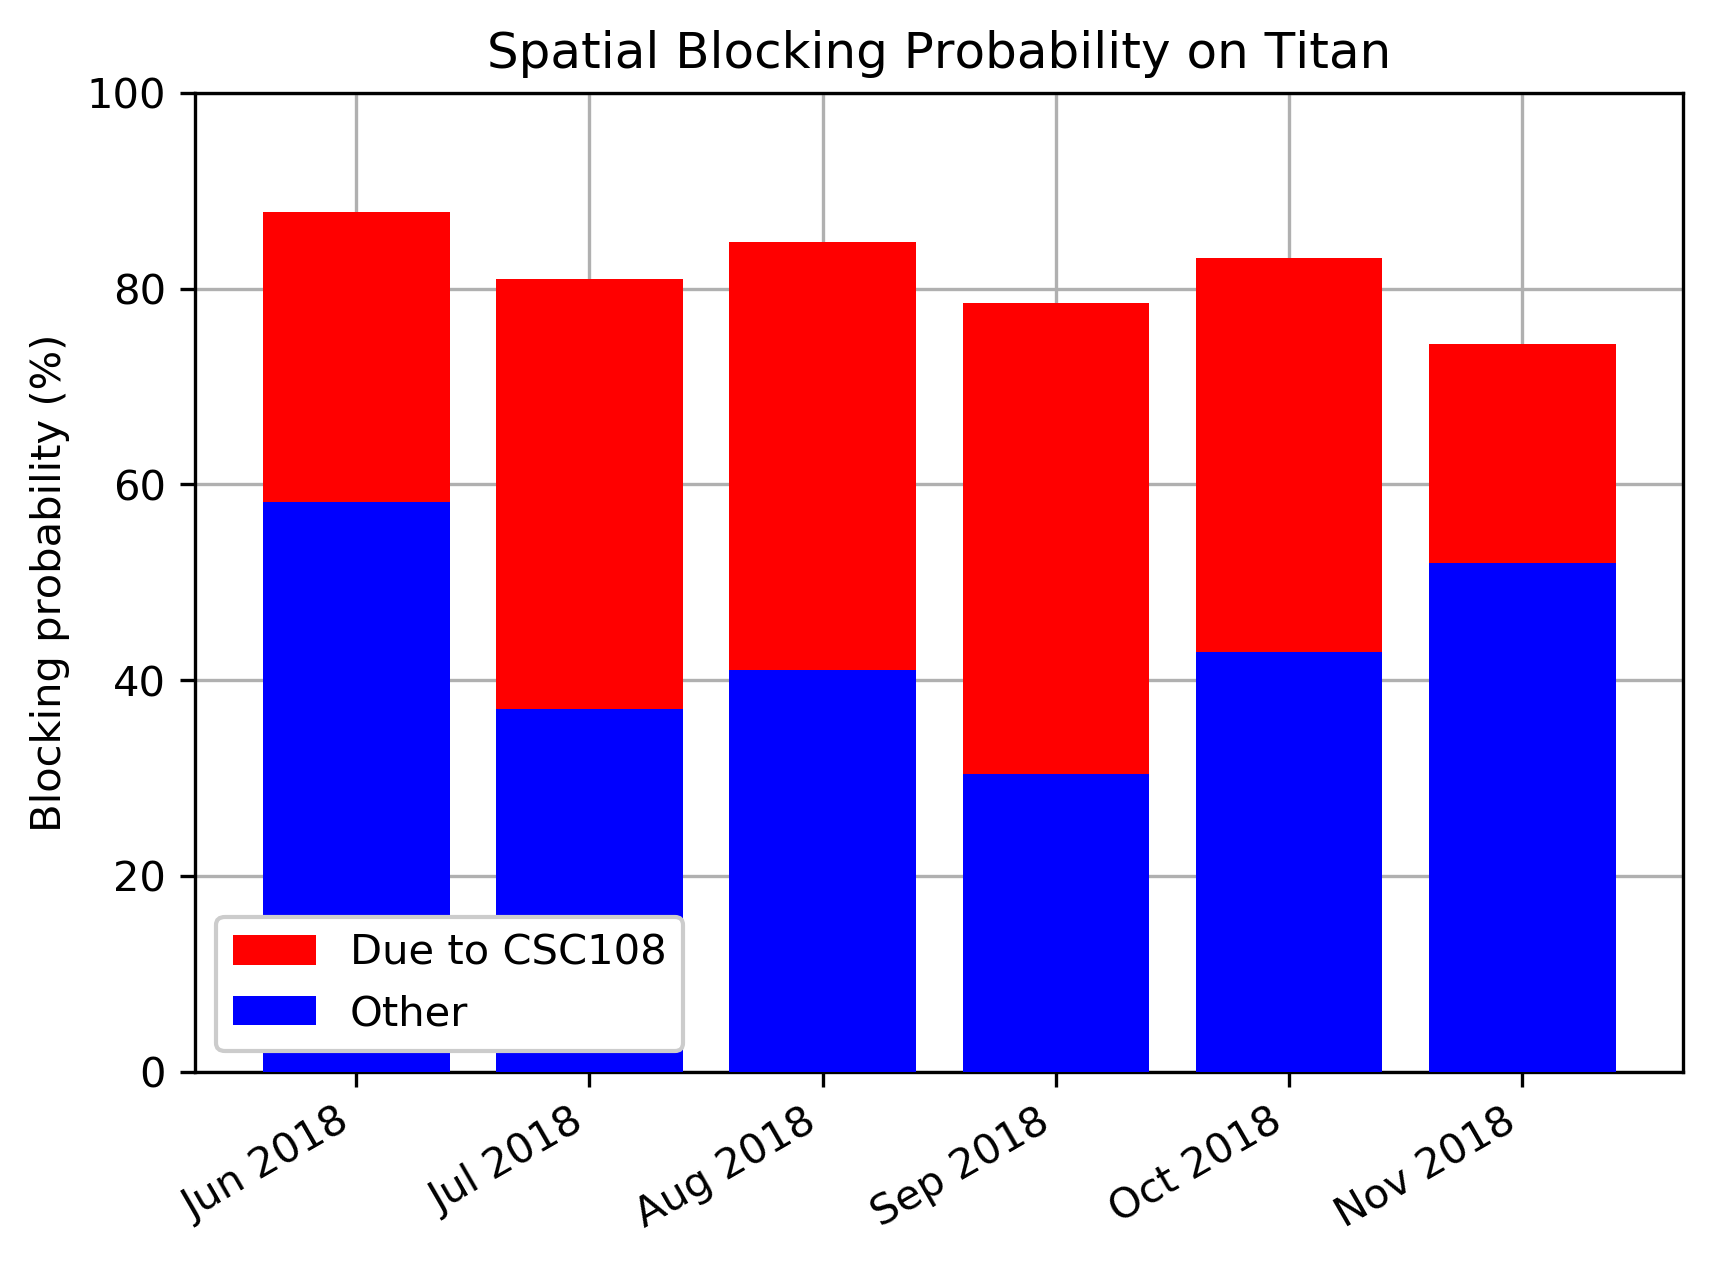 Spatial Blocking Probability on Titan
100
80
60
40
20
0
Blocking probability (%)
Due to CSC108
Other
Jun 2018
Jul 2018
Aug 2018
Sep 2018
Oct 2018
Nov 2018